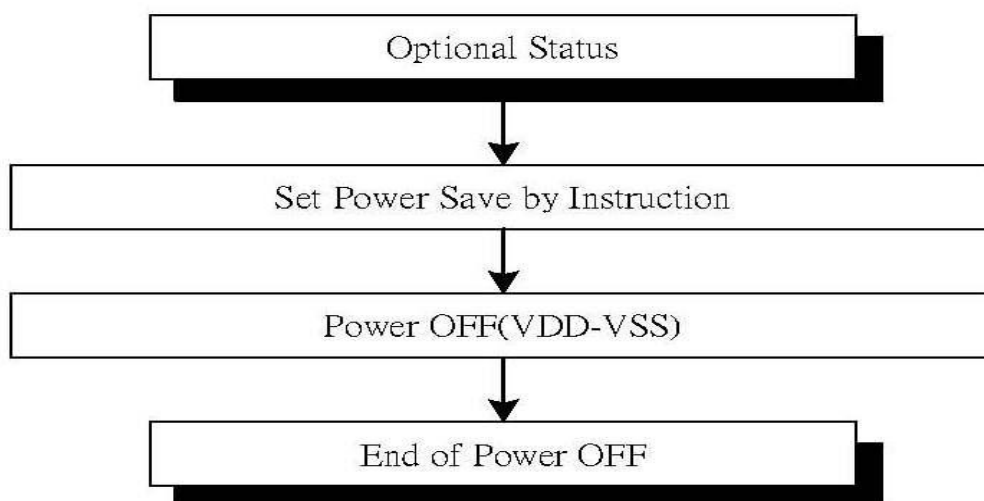 Optional Status
Set Power Save by Instruction
Power OFF(VDD-VSS)
End of Power OFF